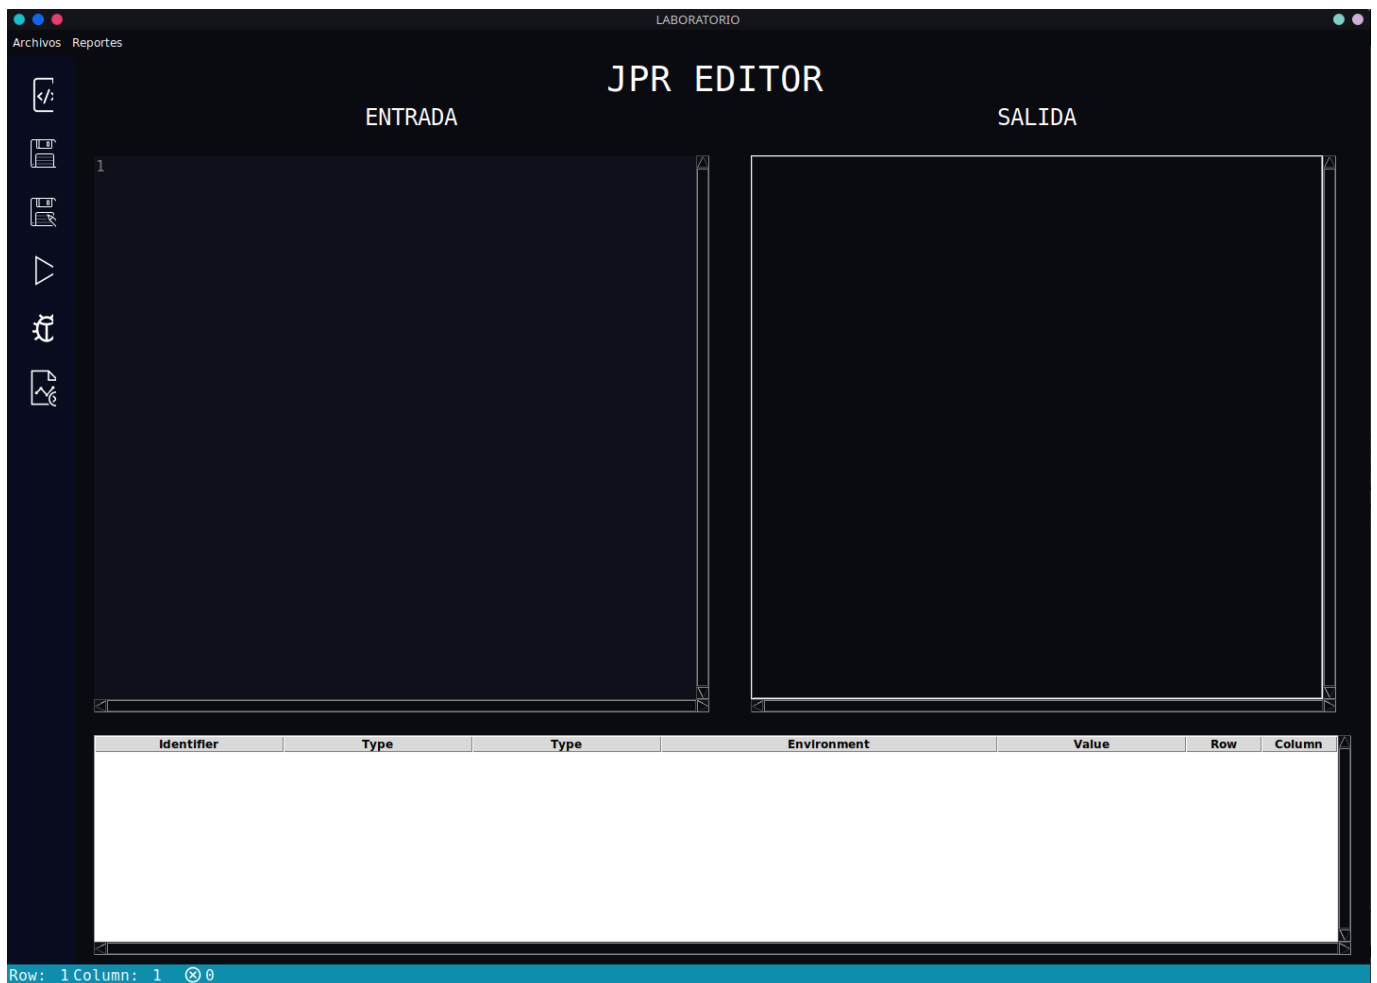 LABORATORIO
Archivos Reportes
JPR EDITOR
ENTRADA SALIDA
1
Identifier Type Type Environment Value Row Column
Row: 1 Column: 1 0